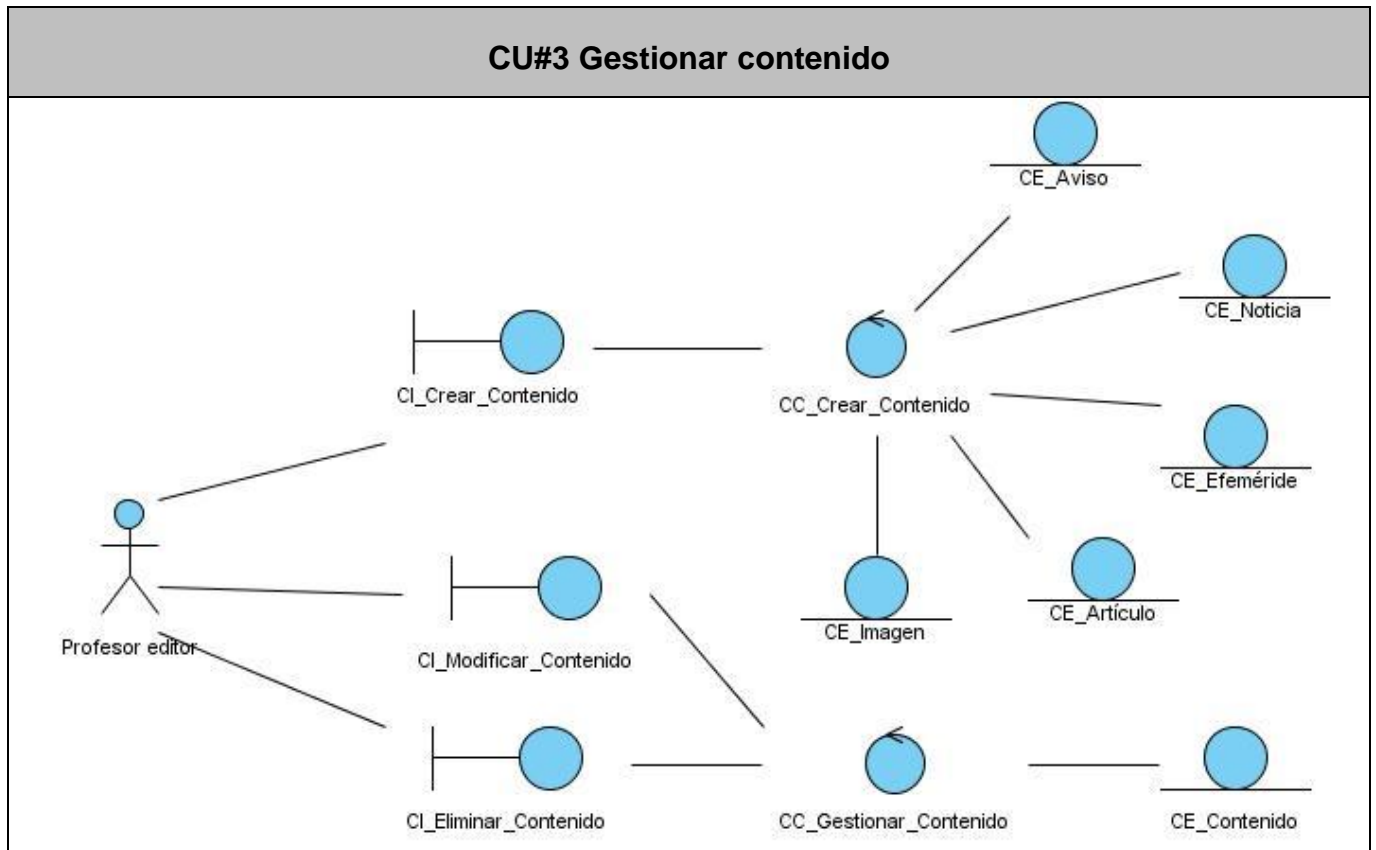 CU#3 Gestionar contenido
CE_Aviso
CE_Noticia
CI_Crear_Contenido
CC_Crear_Contenido
CE_Efeméride
CE_Artículo
CE_Imagen
Profesor editor
CI_Modificar_Contenido
CI_Eliminar_Contenido
CC_Gestionar_Contenido
CE_Contenido